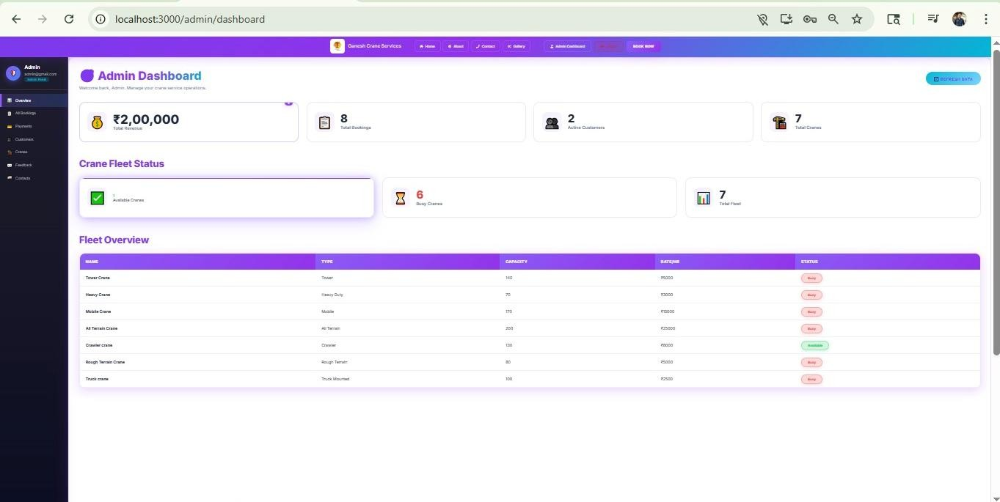 localhost:3000/admin/dashboard
Ganesh Crane Services
Home
About
Contact
Gallery
Admin Dashboard
BOOK NOW
Admin
admin@gmail.com
Admin Panel
Overview
All Bookings
Payments
Customers
Cranes
Feedback
Contacts
Admin Dashboard
Welcome back, Admin. Manage your crane service operations.
REFRESH DATA
₹2,00,000
Total Revenue
8
Total Bookings
2
Active Customers
7
Total Cranes
Crane Fleet Status
1
Available Cranes
6
Busy Cranes
7
Total Fleet
Fleet Overview
NAME TYPE CAPACITY RATE/HR STATUS
Tower Crane Tower 140 ₹5000 Busy
Heavy Crane Heavy Duty 70 ₹3000 Busy
Mobile Crane Mobile 170 ₹15000 Busy
All Terrain Crane All Terrain 200 ₹25000 Busy
Crawler crane Crawler 130 ₹8000 Available
Rough Terrain Crane Rough Terrain 80 ₹5000 Busy
Truck crane Truck Mounted 100 ₹2500 Busy